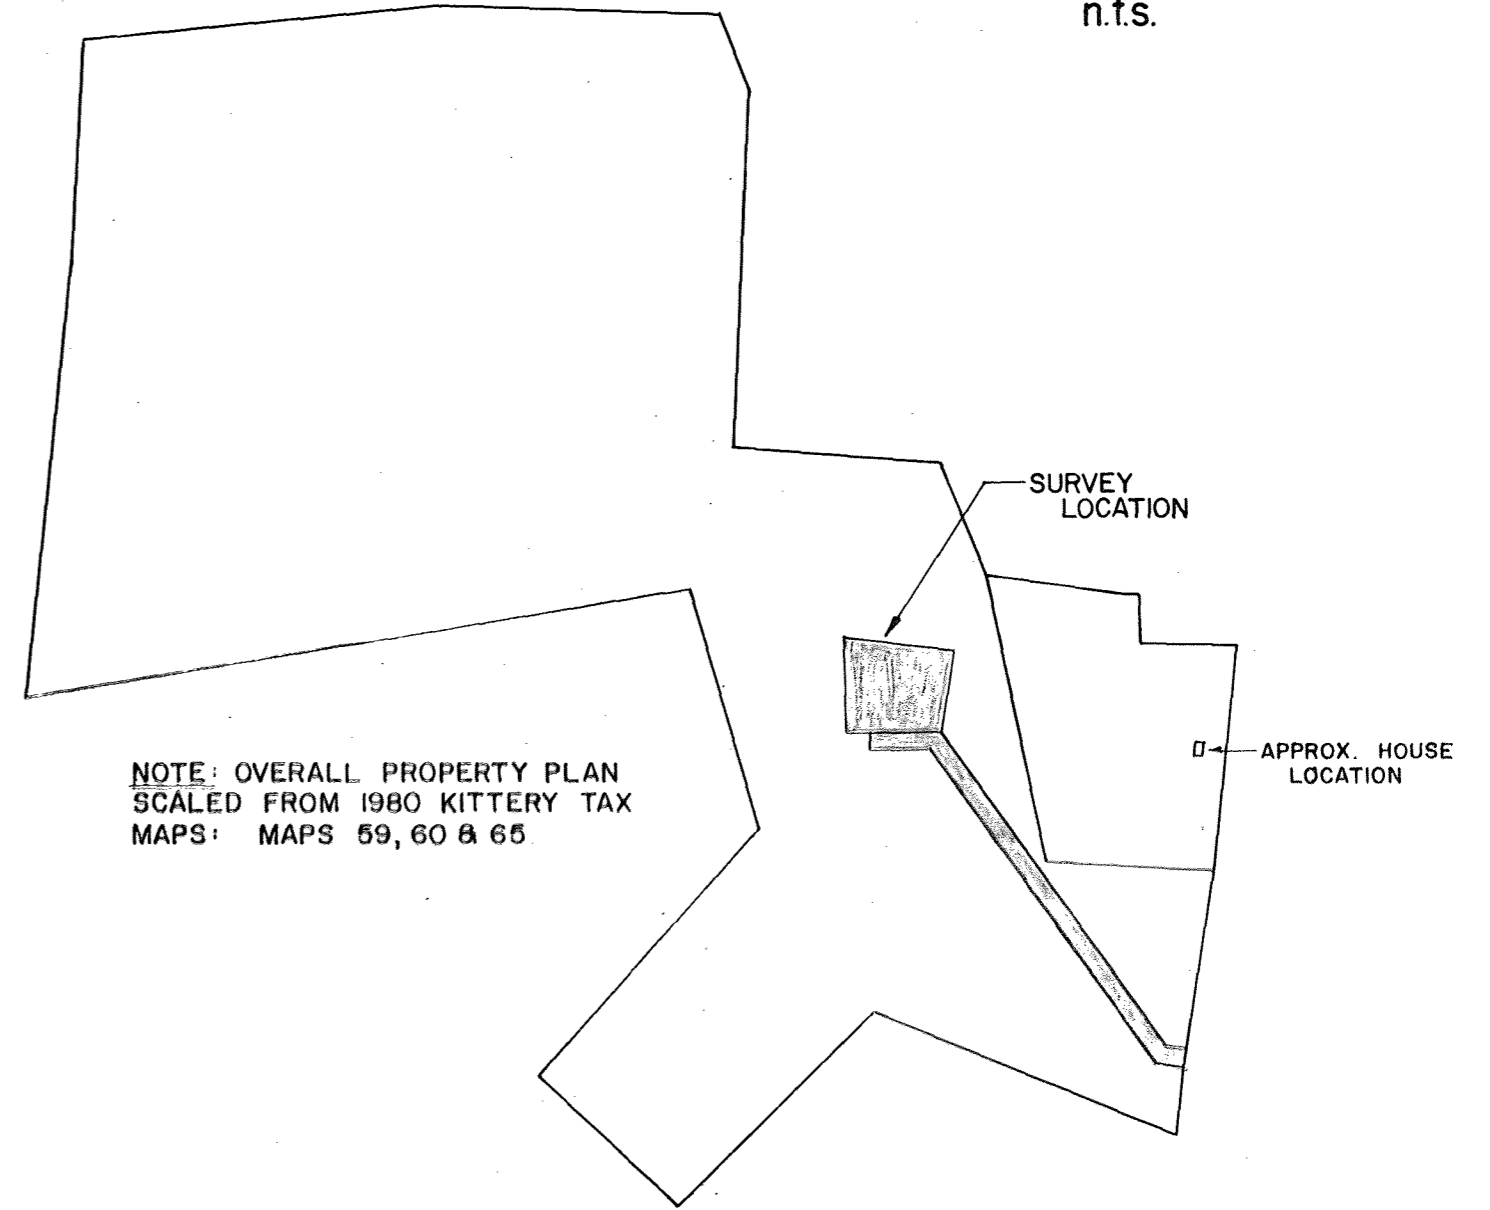 n.t.s.
SURVEY
LOCATION
APPROX. HOUSE
LOCATION
NOTE: OVERALL PROPERTY PLAN
SCALED FROM 1980 KITTERY TAX
MAPS: MAPS 59, 60 & 65